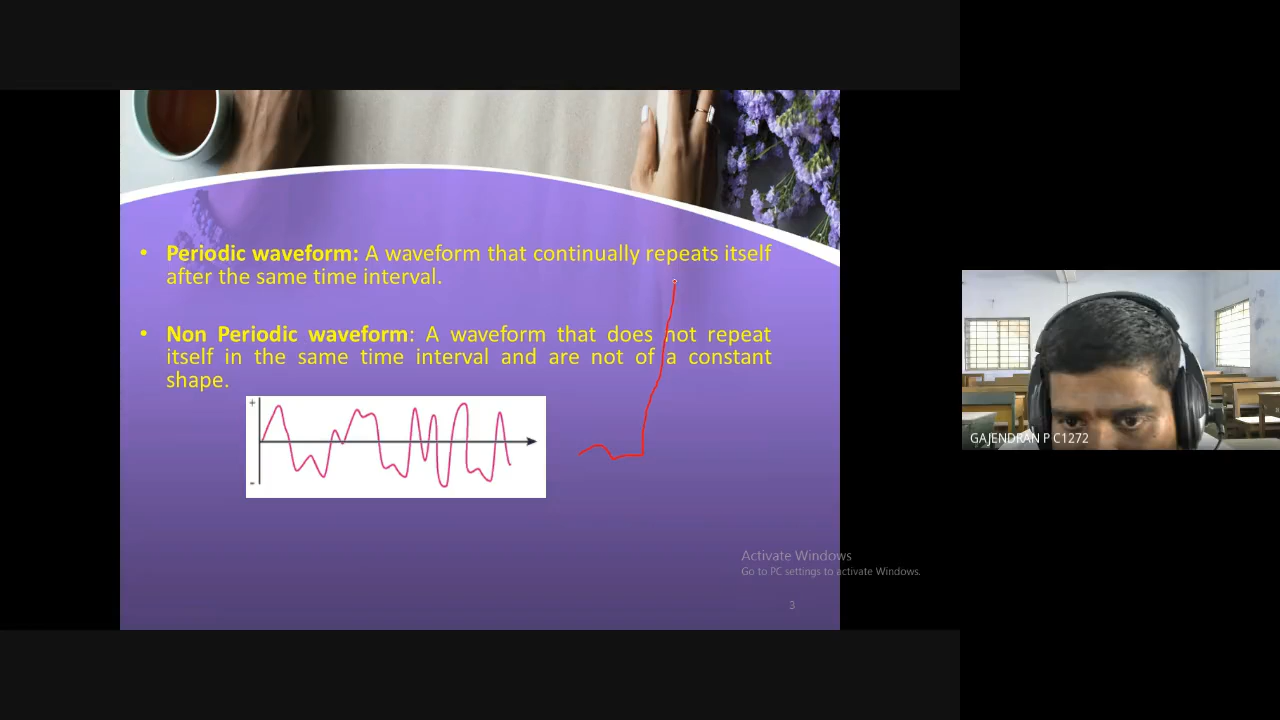 • Periodic waveform: A waveform that continually repeats itself
after the same time interval.
• Non Periodic waveform: A waveform that does not repeat
itself in the same time interval and are not of a constant
shape.
+
-
GAJENDRAN P C1272
Activate Windows
Go to PC settings to activate Windows.
3